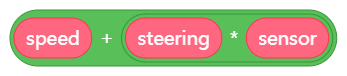 speed + steering * sensor